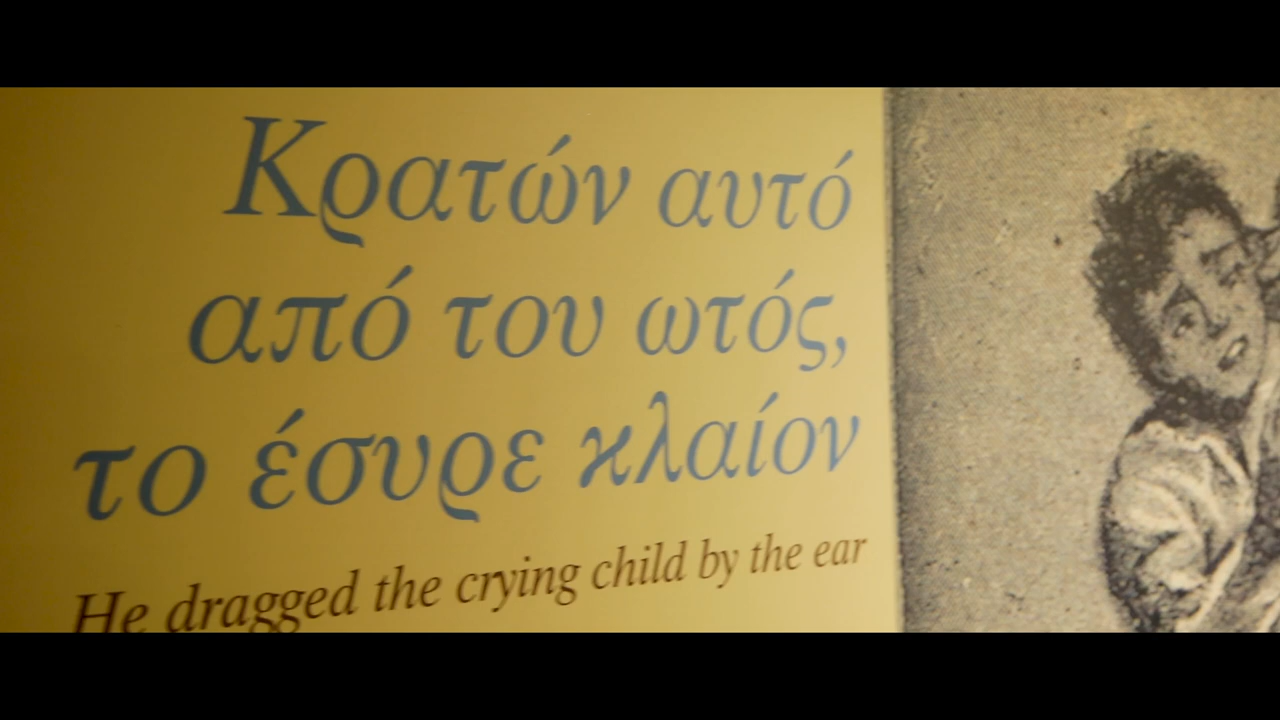 Κρατών αυτό
από του ωτός,
το έσυρε κλαίον
He dragged the crying child by the ear